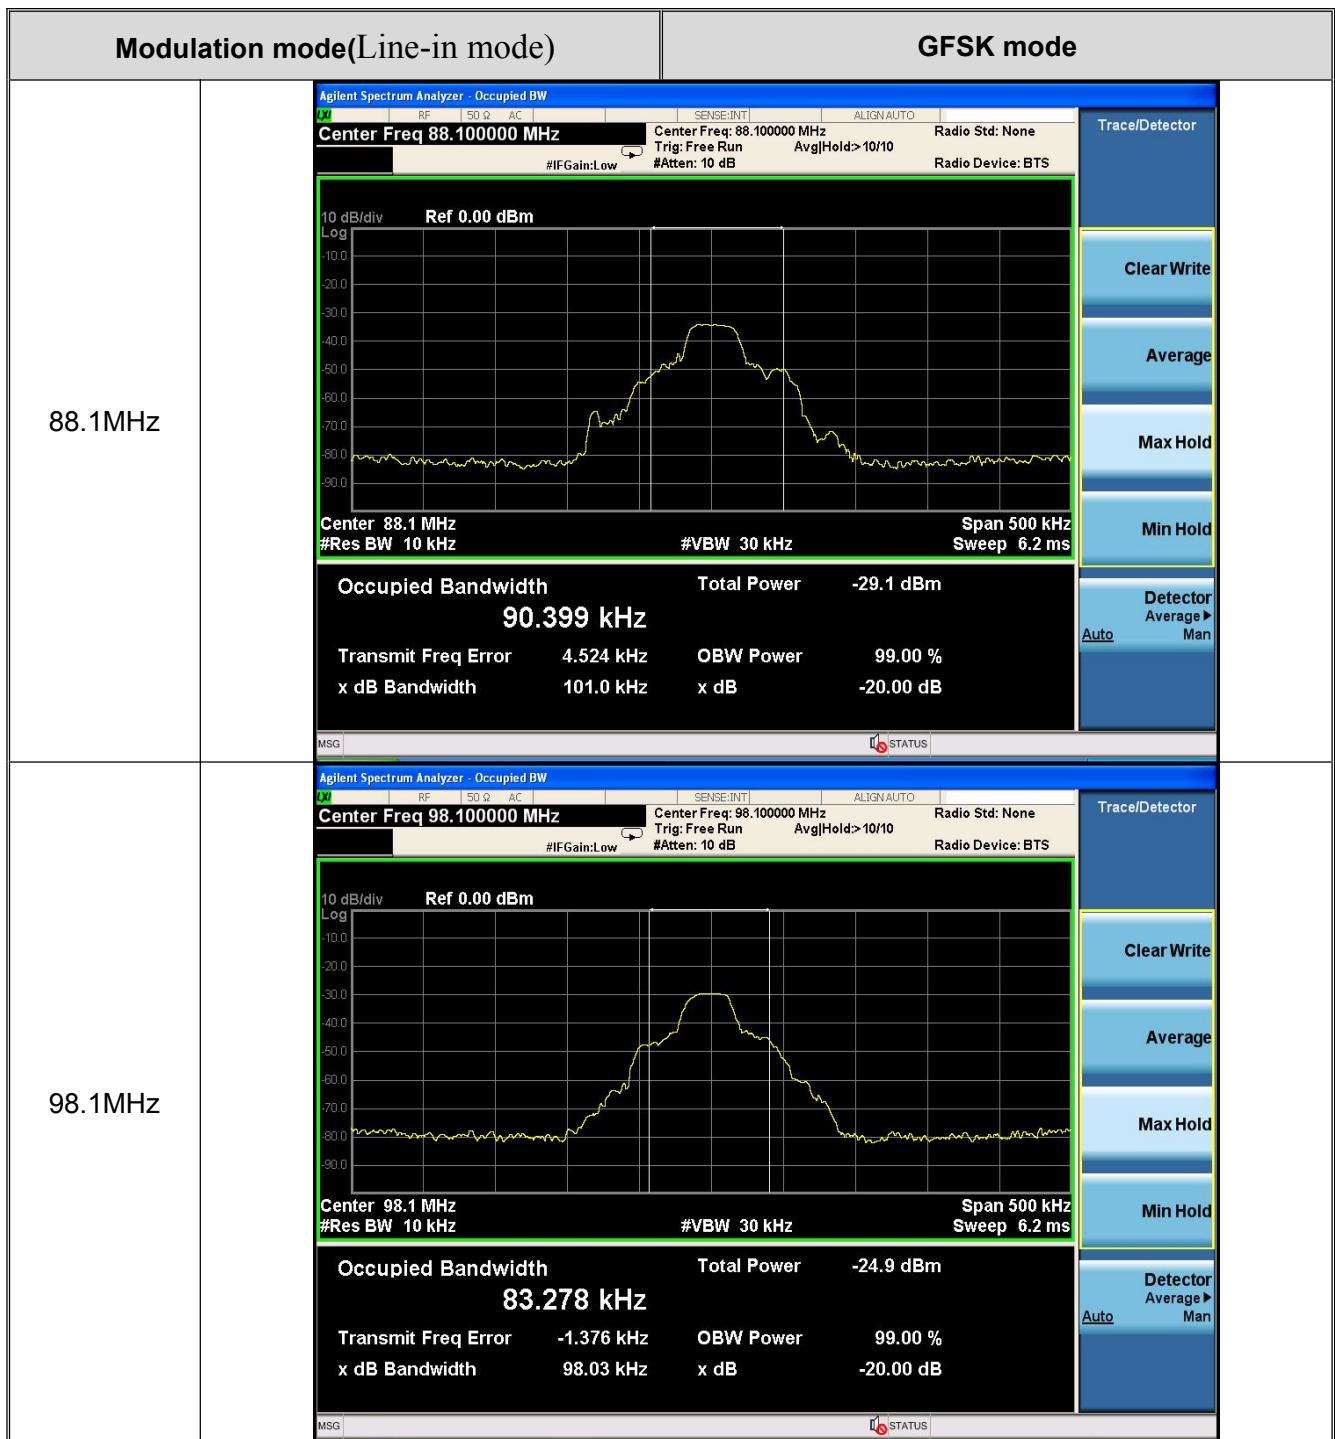 Modulation mode(Line-in mode) GFSK mode
88.1MHz
Agilent Spectrum Analyzer - Occupied BW
LXI RF 50 Ω AC SENSE:INT ALIGN AUTO
Center Freq 88.100000 MHz
Center Freq: 88.100000 MHz Radio Std: None
Trig: Free Run Avg|Hold:> 10/10
#IFGain:Low #Atten: 10 dB Radio Device: BTS
Trace/Detector
10 dB/div Ref 0.00 dBm
Log
-10.0
-20.0
-30.0
-40.0
-50.0
-60.0
-70.0
-80.0
-90.0
Center 88.1 MHz Span 500 kHz
#Res BW 10 kHz #VBW 30 kHz Sweep 6.2 ms
Clear Write
Average
Max Hold
Min Hold
Detector
Average▶
Auto Man
Occupied Bandwidth Total Power -29.1 dBm
90.399 kHz
Transmit Freq Error 4.524 kHz OBW Power 99.00 %
x dB Bandwidth 101.0 kHz x dB -20.00 dB
MSG STATUS
98.1MHz
Agilent Spectrum Analyzer - Occupied BW
LXI RF 50 Ω AC SENSE:INT ALIGN AUTO
Center Freq 98.100000 MHz
Center Freq: 98.100000 MHz Radio Std: None
Trig: Free Run Avg|Hold:> 10/10
#IFGain:Low #Atten: 10 dB Radio Device: BTS
Trace/Detector
10 dB/div Ref 0.00 dBm
Log
-10.0
-20.0
-30.0
-40.0
-50.0
-60.0
-70.0
-80.0
-90.0
Center 98.1 MHz Span 500 kHz
#Res BW 10 kHz #VBW 30 kHz Sweep 6.2 ms
Clear Write
Average
Max Hold
Min Hold
Detector
Average▶
Auto Man
Occupied Bandwidth Total Power -24.9 dBm
83.278 kHz
Transmit Freq Error -1.376 kHz OBW Power 99.00 %
x dB Bandwidth 98.03 kHz x dB -20.00 dB
MSG STATUS